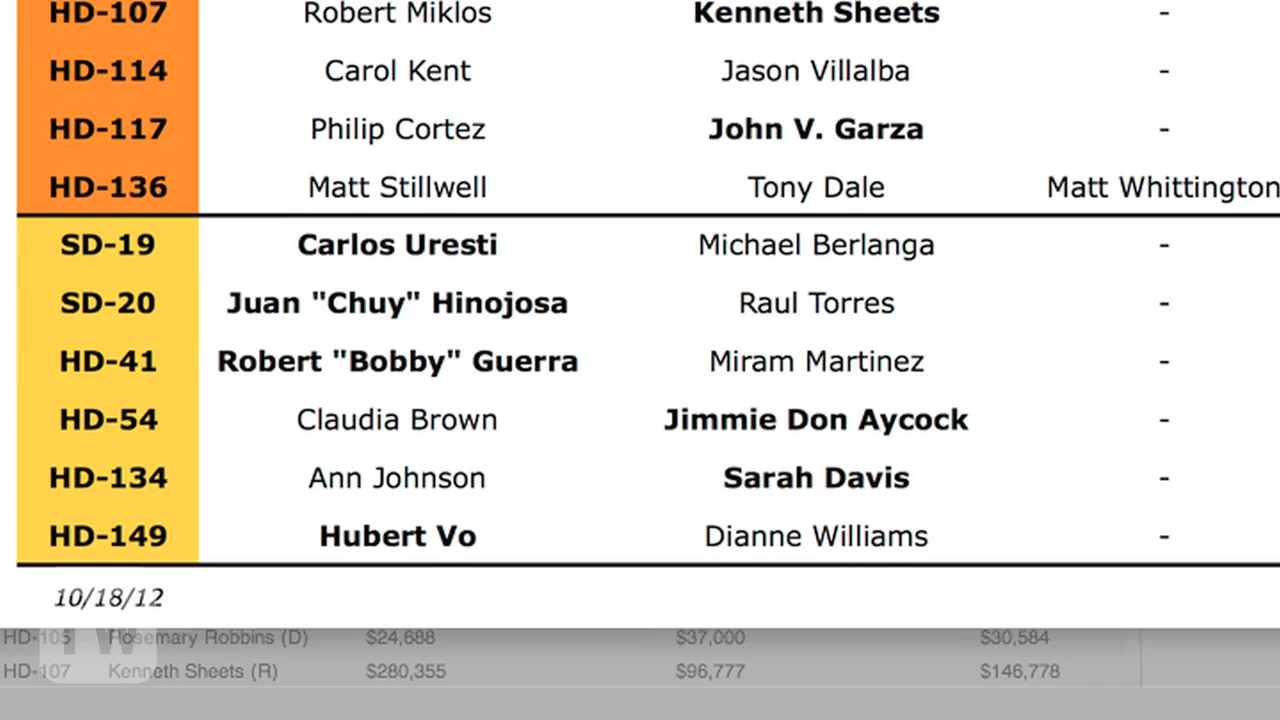 HD-107 Robert Miklos Kenneth Sheets -
HD-114 Carol Kent Jason Villalba -
HD-117 Philip Cortez John V. Garza -
HD-136 Matt Stillwell Tony Dale Matt Whittington
SD-19 Carlos Uresti Michael Berlanga -
SD-20 Juan "Chuy" Hinojosa Raul Torres -
HD-41 Robert "Bobby" Guerra Miram Martinez -
HD-54 Claudia Brown Jimmie Don Aycock -
HD-134 Ann Johnson Sarah Davis -
HD-149 Hubert Vo Dianne Williams -
10/18/12
HD-105 Rosemary Robbins (D) $24,688 $37,000 $30,584
HD-107 Kenneth Sheets (R) $280,355 $96,777 $146,778
TW